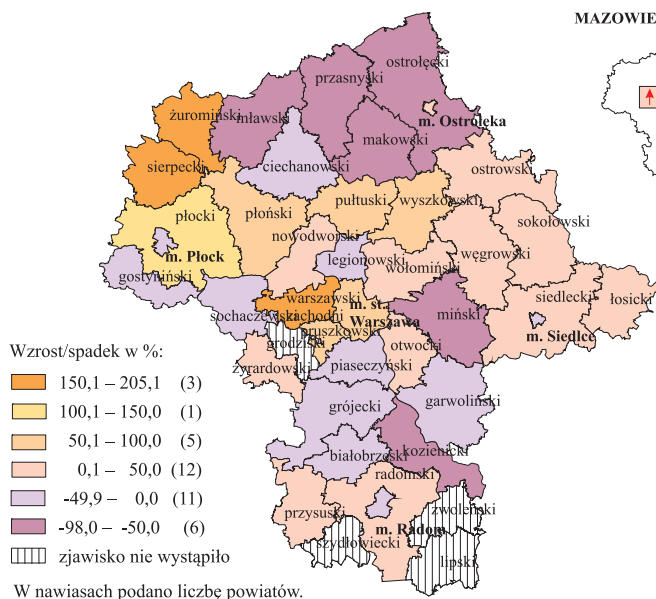 MAZOWIE
ostrołęcki
przasnyski
m. Ostrołęka
żuromiński
mławski
makowski
sierpecki
ciechanowski
ostrowski
płocki
płoński
pułtuski
wyszkowski
sokołowski
nowodworski
m. Płock
legionowski
wołomiński
węgrowski
gostyniński
warszawski
zachodni
m. st.
Warszawa
siedlecki
łosicki
sochaczewski
miński
m. Siedlce
pruszkowski
grodziski
otwocki
żyrardowski
piaseczyński
grójecki
garwoliński
białobrzeski
kozienicki
radomski
zwoleński
przysuski
m. Radom
szydłowiecki
lipski
Wzrost/spadek w %:
150,1 – 205,1 (3)
100,1 – 150,0 (1)
50,1 – 100,0 (5)
0,1 – 50,0 (12)
-49,9 – 0,0 (11)
-98,0 – -50,0 (6)
zjawisko nie wystąpiło
W nawiasach podano liczbę powiatów.